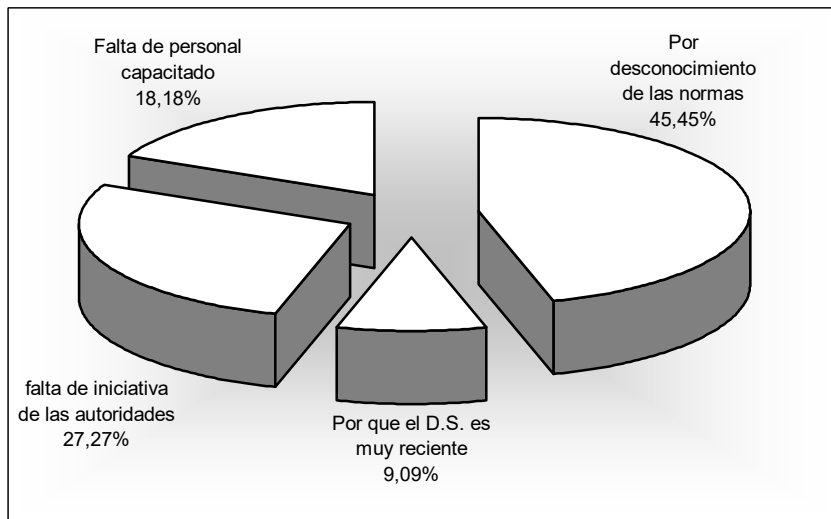 Falta de personal
capacitado
18,18%
Por
desconocimiento
de las normas
45,45%
falta de iniciativa
de las autoridades
27,27%
Por que el D.S. es
muy reciente
9,09%